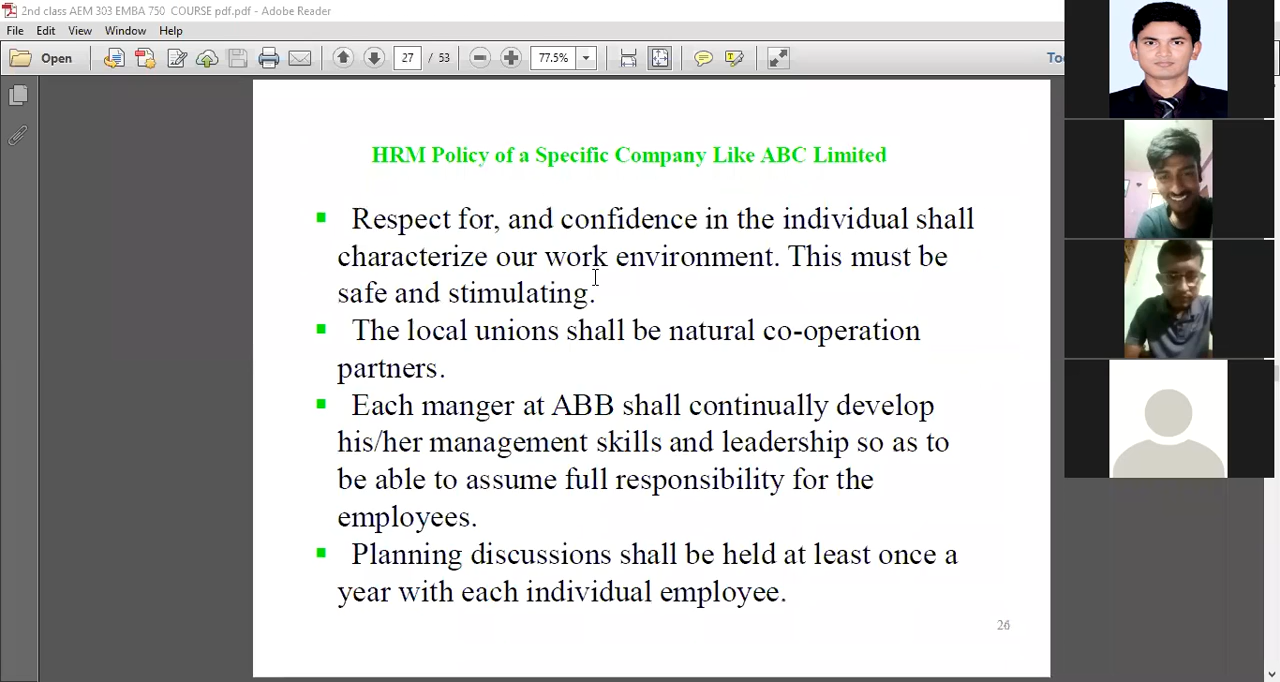 2nd class AEM 303 EMBA 750 COURSE pdf.pdf - Adobe Reader
File Edit View Window Help
Open 27 / 53 77.5%
HRM Policy of a Specific Company Like ABC Limited
▪ Respect for, and confidence in the individual shall
characterize our work environment. This must be
safe and stimulating.
▪ The local unions shall be natural co-operation
partners.
▪ Each manger at ABB shall continually develop
his/her management skills and leadership so as to
be able to assume full responsibility for the
employees.
▪ Planning discussions shall be held at least once a
year with each individual employee.
26